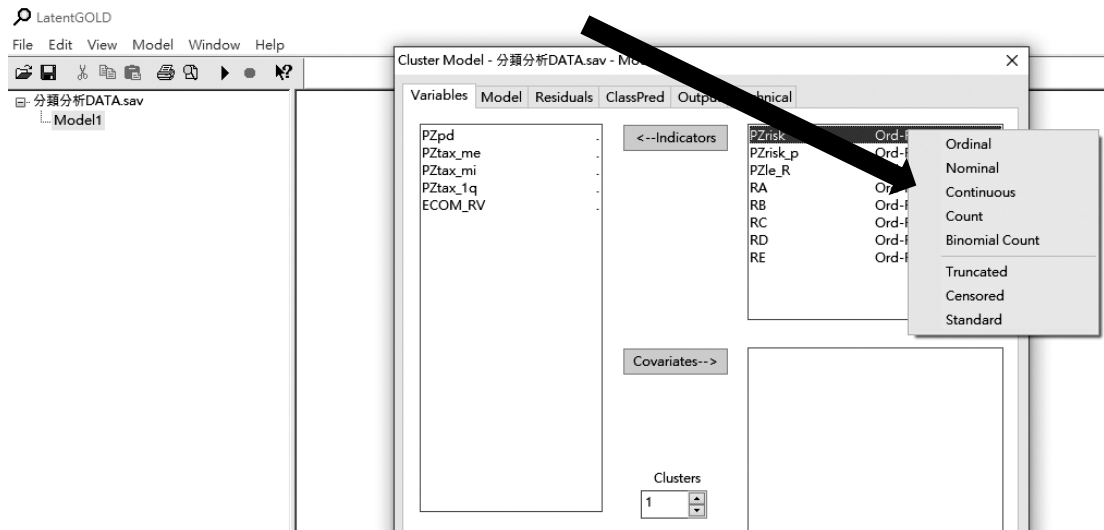 LatentGOLD
File Edit View Model Window Help
分類分析DATA.sav
Model1
Cluster Model - 分類分析DATA.sav - Mo
Variables Model Residuals ClassPred Output
PZpd .
PZtax_me .
PZtax_mi .
PZtax_1q .
ECOM_RV .
<--Indicators
PZrisk Ord-F
PZrisk_p Ord-F
PZle_R
RA
RB Ord-F
RC Ord-F
RD Ord-F
RE Ord-F
Ordinal
Nominal
Continuous
Count
Binomial Count
Truncated
Censored
Standard
Covariates-->
Clusters
1